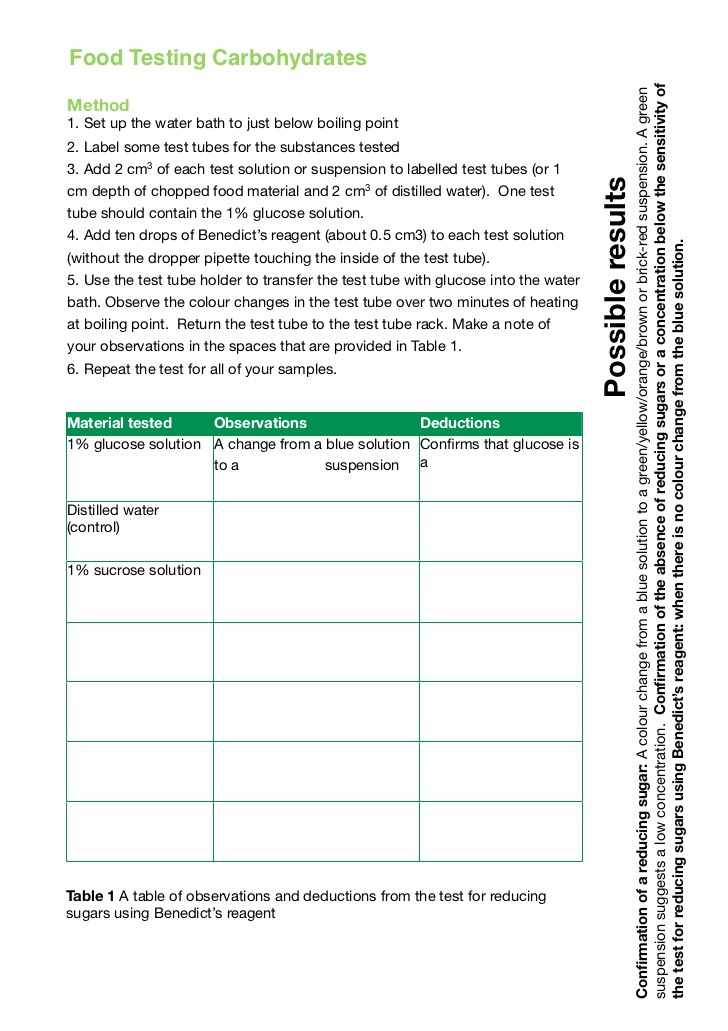 Food Testing Carbohydrates
Method
1. Set up the water bath to just below boiling point
2. Label some test tubes for the substances tested
3. Add 2 cm³ of each test solution or suspension to labelled test tubes (or 1
cm depth of chopped food material and 2 cm³ of distilled water).  One test
tube should contain the 1% glucose solution.
4. Add ten drops of Benedict’s reagent (about 0.5 cm3) to each test solution
(without the dropper pipette touching the inside of the test tube).
5. Use the test tube holder to transfer the test tube with glucose into the water
bath. Observe the colour changes in the test tube over two minutes of heating
at boiling point.  Return the test tube to the test tube rack. Make a note of
your observations in the spaces that are provided in Table 1.
6. Repeat the test for all of your samples.
Material tested
Observations
Deductions
1% glucose solution
A change from a blue solution
to a suspension
Confirms that glucose is
a
Distilled water
(control)
1% sucrose solution
Table 1 A table of observations and deductions from the test for reducing
sugars using Benedict’s reagent
Possible results
Confirmation of a reducing sugar: A colour change from a blue solution to a green/yellow/orange/brown or brick-red suspension. A green
suspension suggests a low concentration.  Confirmation of the absence of reducing sugars or a concentration below the sensitivity of
the test for reducing sugars using Benedict’s reagent: when there is no colour change from the blue solution.